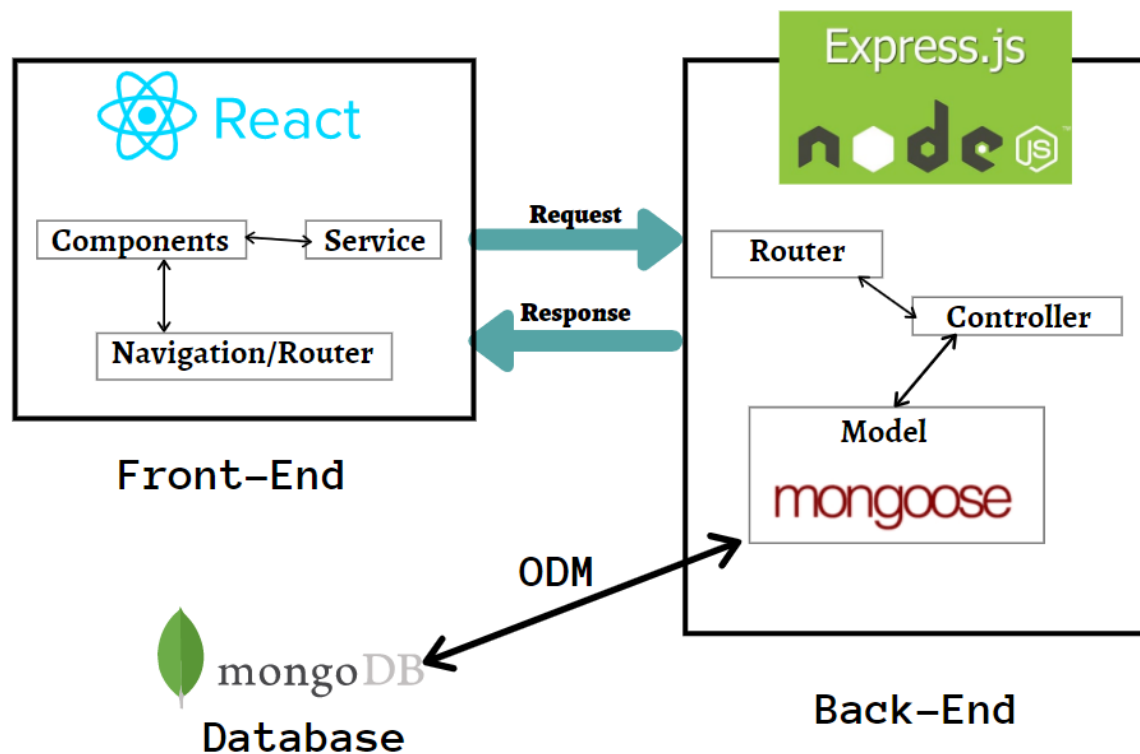 React
Components
Service
Navigation/Router
Front-End
Request
Response
Express.js
node
JS
™
Router
Controller
Model
mongoose
Back-End
ODM
mongoDB
Database